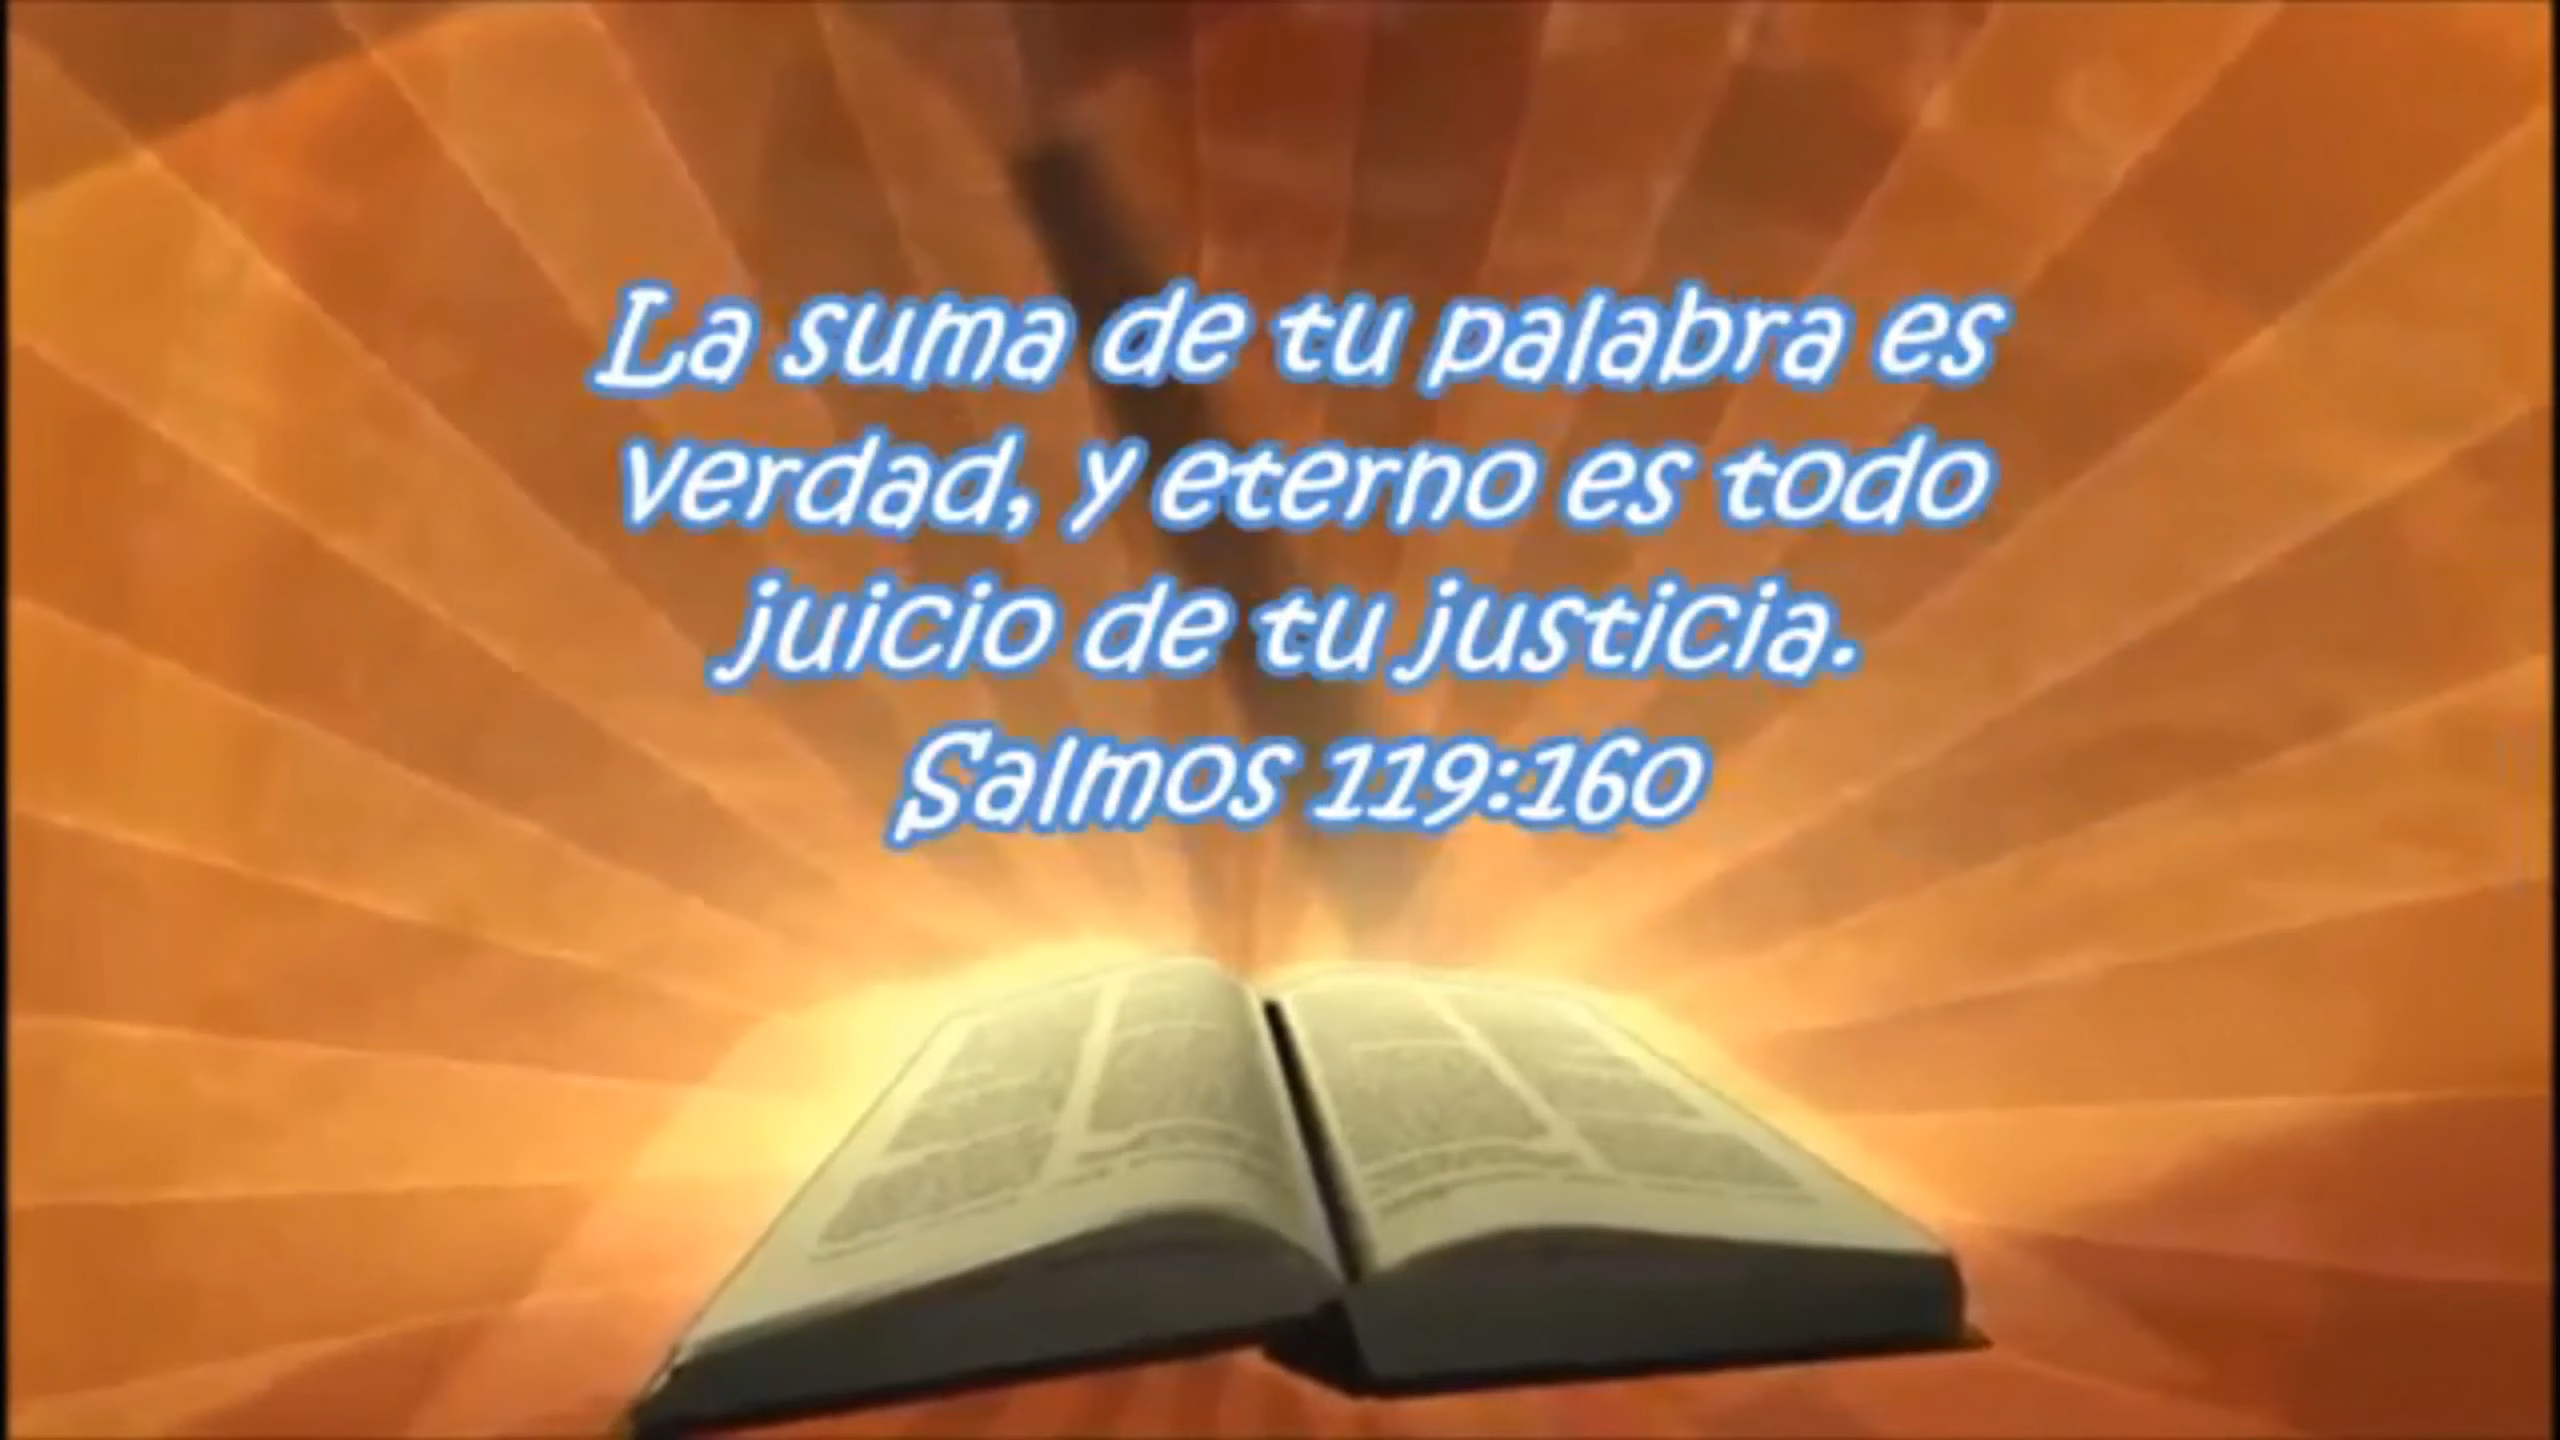 La suma de tu palabra es
verdad, y eterno es todo
juicio de tu justicia.
Salmos 119:160